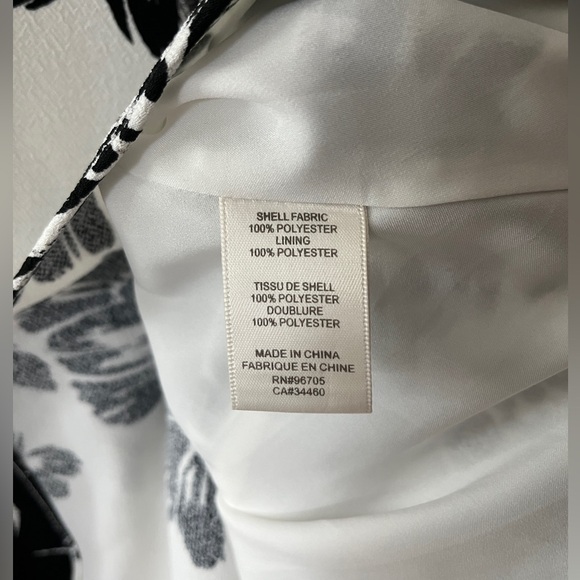 SHELL FABRIC
100% POLYESTER
LINING
100% POLYESTER
TISSU DE SHELL
100% POLYESTER
DOUBLURE
100% POLYESTER
MADE IN CHINA
FABRIQUE EN CHINE
RN#96705
CA#34460